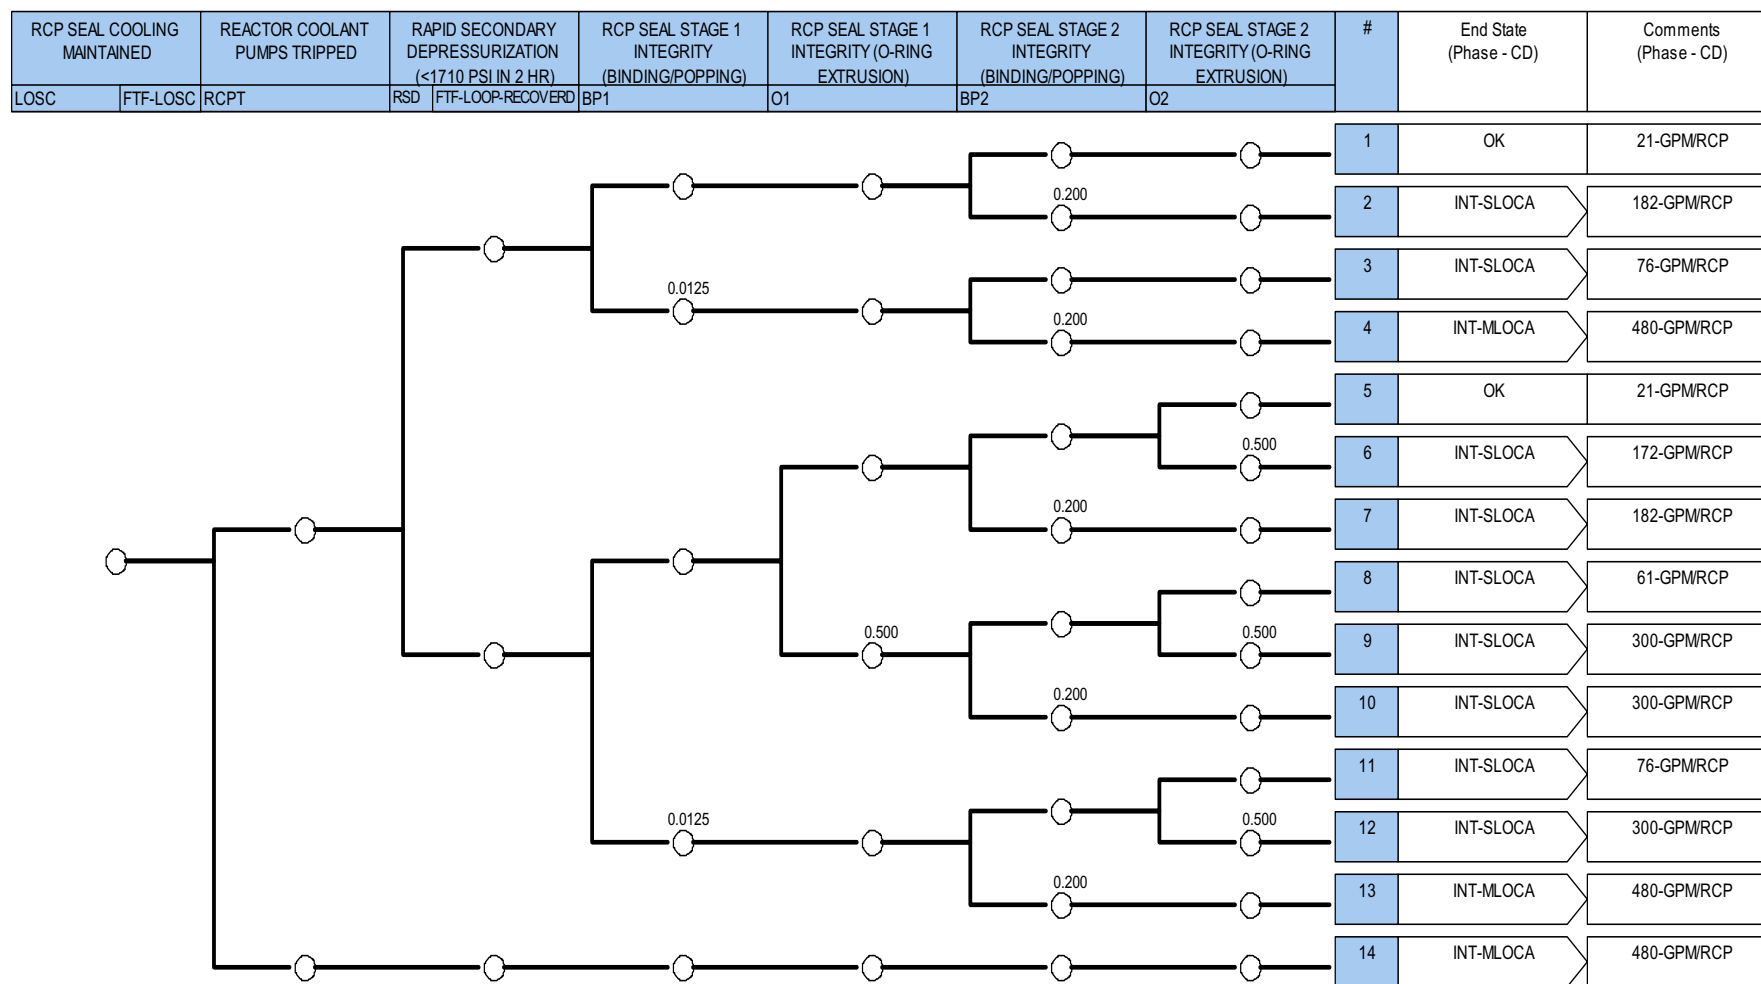 RCP SEAL COOLING
MAINTAINED
REACTOR COOLANT
PUMPS TRIPPED
RAPID SECONDARY
DEPRESSURIZATION
(<1710 PSI IN 2 HR)
RCP SEAL STAGE 1
INTEGRITY
(BINDING/POPPING)
RCP SEAL STAGE 1
INTEGRITY (O-RING
EXTRUSION)
RCP SEAL STAGE 2
INTEGRITY
(BINDING/POPPING)
RCP SEAL STAGE 2
INTEGRITY (O-RING
EXTRUSION)
#
End State
(Phase - CD)
Comments
(Phase - CD)
LOSC
FTF-LOSC
RCPT
RSD
FTF-LOOP-RECOVERD
BP1
O1
BP2
O2
1
OK
21-GPM/RCP
0.200
2
INT-SLOCA
182-GPM/RCP
3
INT-SLOCA
76-GPM/RCP
0.0125
0.200
4
INT-MLOCA
480-GPM/RCP
5
OK
21-GPM/RCP
0.500
6
INT-SLOCA
172-GPM/RCP
0.200
7
INT-SLOCA
182-GPM/RCP
8
INT-SLOCA
61-GPM/RCP
0.500
0.500
9
INT-SLOCA
300-GPM/RCP
0.200
10
INT-SLOCA
300-GPM/RCP
11
INT-SLOCA
76-GPM/RCP
0.0125
0.500
12
INT-SLOCA
300-GPM/RCP
0.200
13
INT-MLOCA
480-GPM/RCP
14
INT-MLOCA
480-GPM/RCP